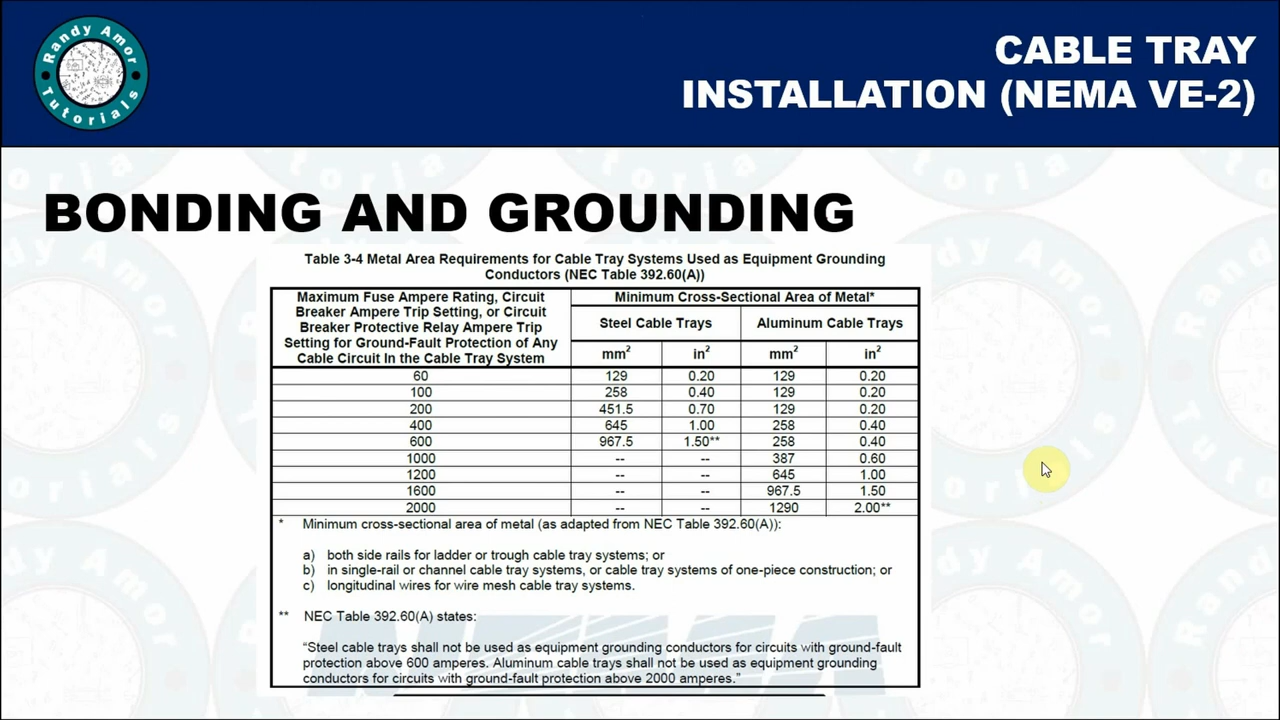 Randy Amor
Tutorials
CABLE TRAY
INSTALLATION (NEMA VE-2)
BONDING AND GROUNDING
Table 3-4 Metal Area Requirements for Cable Tray Systems Used as Equipment Grounding
Conductors (NEC Table 392.60(A))
Maximum Fuse Ampere Rating, Circuit
Breaker Ampere Trip Setting, or Circuit
Breaker Protective Relay Ampere Trip
Setting for Ground-Fault Protection of Any
Cable Circuit In the Cable Tray System
Minimum Cross-Sectional Area of Metal*
Steel Cable Trays Aluminum Cable Trays
mm² in² mm² in²
60 129 0.20 129 0.20
100 258 0.40 129 0.20
200 451.5 0.70 129 0.20
400 645 1.00 258 0.40
600 967.5 1.50** 258 0.40
1000 -- -- 387 0.60
1200 -- -- 645 1.00
1600 -- -- 967.5 1.50
2000 -- -- 1290 2.00**
* Minimum cross-sectional area of metal (as adapted from NEC Table 392.60(A)):
a) both side rails for ladder or trough cable tray systems; or
b) in single-rail or channel cable tray systems, or cable tray systems of one-piece construction; or
c) longitudinal wires for wire mesh cable tray systems.
** NEC Table 392.60(A) states:
“Steel cable trays shall not be used as equipment grounding conductors for circuits with ground-fault
protection above 600 amperes. Aluminum cable trays shall not be used as equipment grounding
conductors for circuits with ground-fault protection above 2000 amperes.”